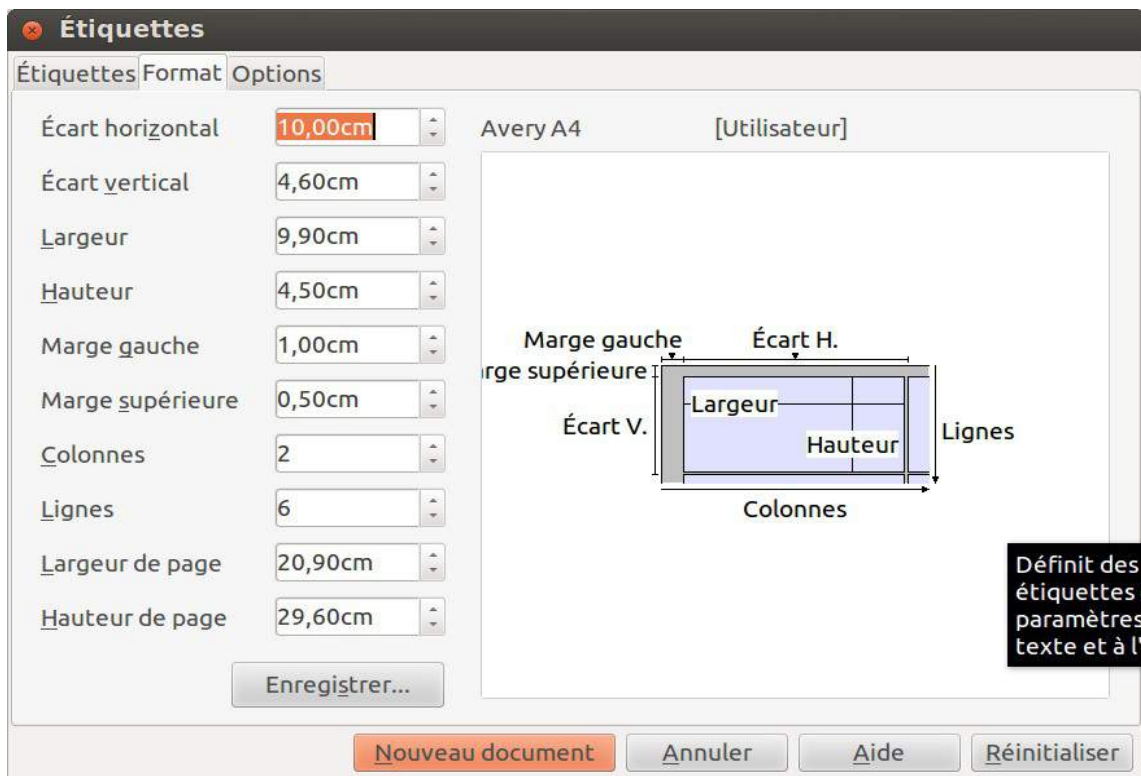 Étiquettes
Étiquettes Format Options
Écart horizontal 10,00cm
Écart vertical 4,60cm
Largeur 9,90cm
Hauteur 4,50cm
Marge gauche 1,00cm
Marge supérieure 0,50cm
Colonnes 2
Lignes 6
Largeur de page 20,90cm
Hauteur de page 29,60cm
Enregistrer...
Avery A4 [Utilisateur]
Marge gauche Écart H.
rge supérieure
Largeur
Écart V.
Hauteur
Lignes
Colonnes
Définit des
étiquettes
paramètres
texte et à l'
Nouveau document Annuler Aide Réinitialiser